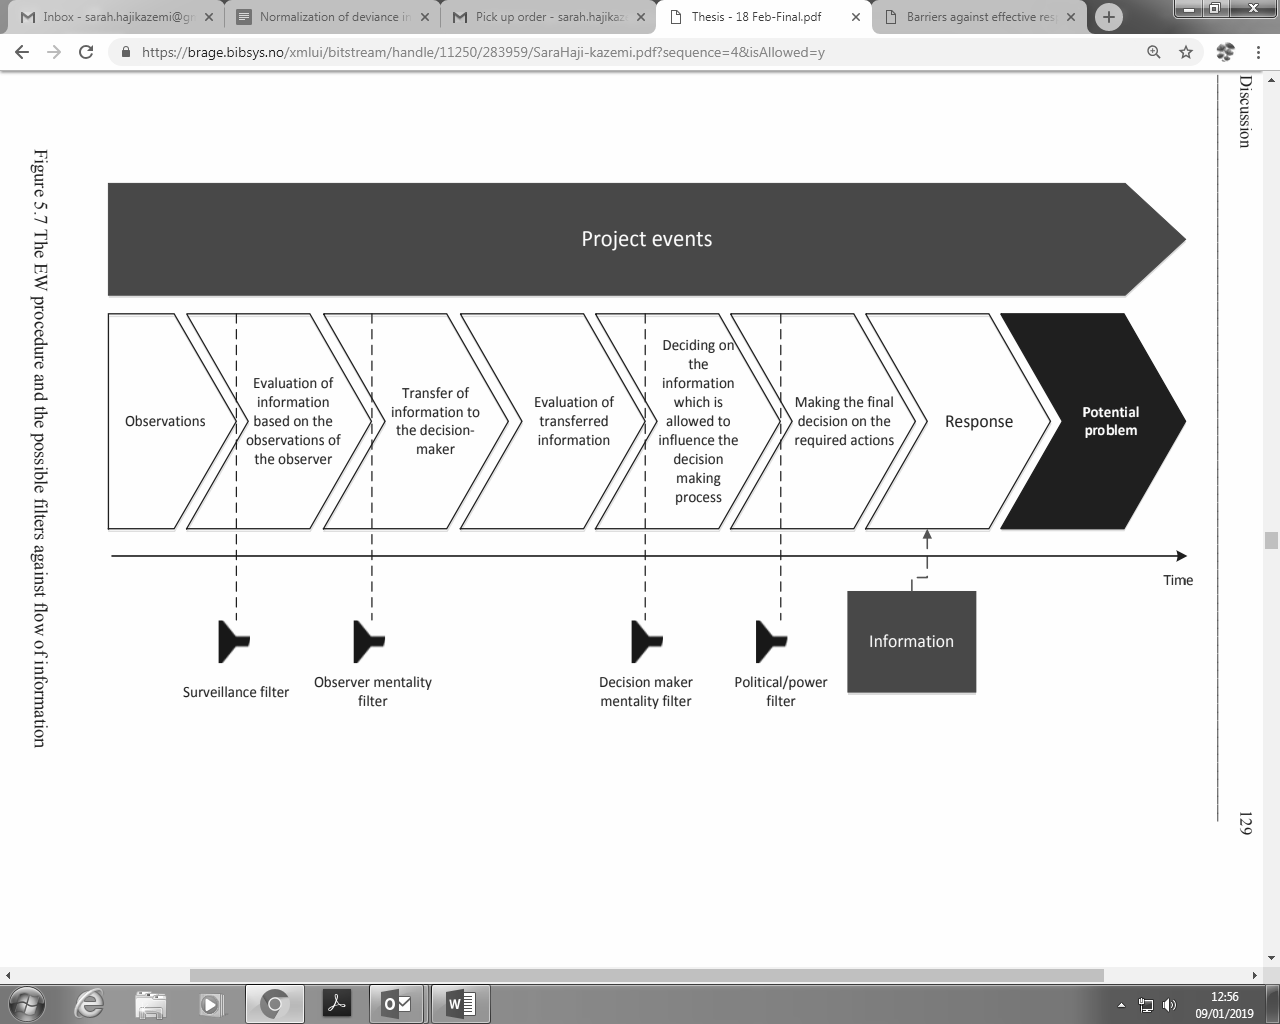 Inbox - sarah.hajikazemi@gm
Normalization of deviance in
Pick up order - sarah.hajikaz
Thesis - 18 Feb-Final.pdf
Barriers against effective res
https://brage.bibsys.no/xmlui/bitstream/handle/11250/283959/SaraHaji-kazemi.pdf?sequence=4&isAllowed=y
Discussion
Project events
Observations
Evaluation of
information
based on the
observations of
the observer
Transfer of
information to
the decision-
maker
Evaluation of
transferred
information
Deciding on
the
information
which is
allowed to
influence the
decision
making
process
Making the final
decision on the
required actions
Response
Potential
problem
Time
Surveillance filter
Observer mentality
filter
Decision maker
mentality filter
Political/power
filter
Information
Figure 5.7 The EW procedure and the possible filters against flow of information
129
12:56
09/01/2019